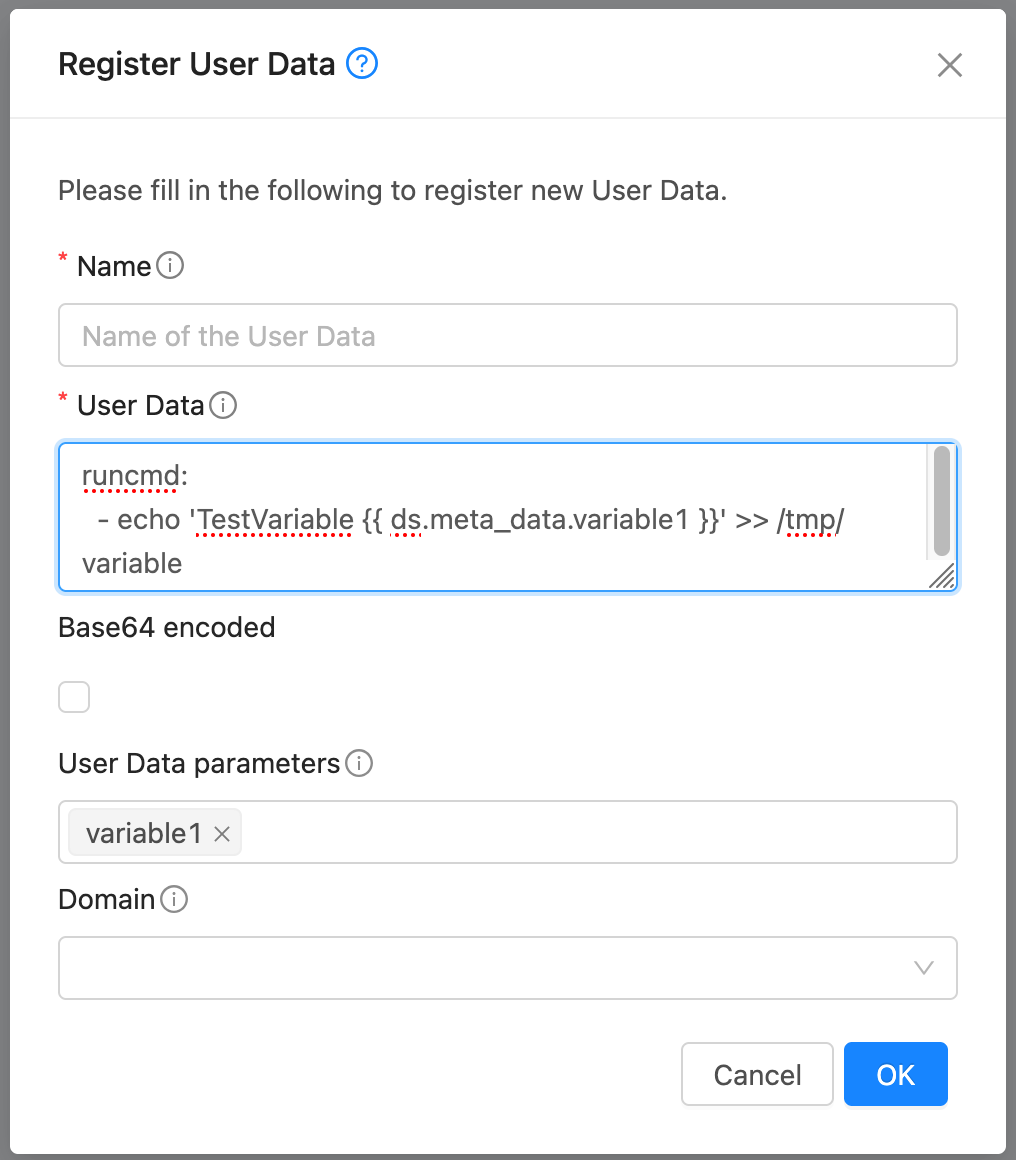 Register User Data
Please fill in the following to register new User Data.
* Name
Name of the User Data
* User Data
runcmd:
  - echo 'TestVariable {{ ds.meta_data.variable1 }}' >> /tmp/
variable
Base64 encoded
User Data parameters
variable1
Domain
Cancel OK